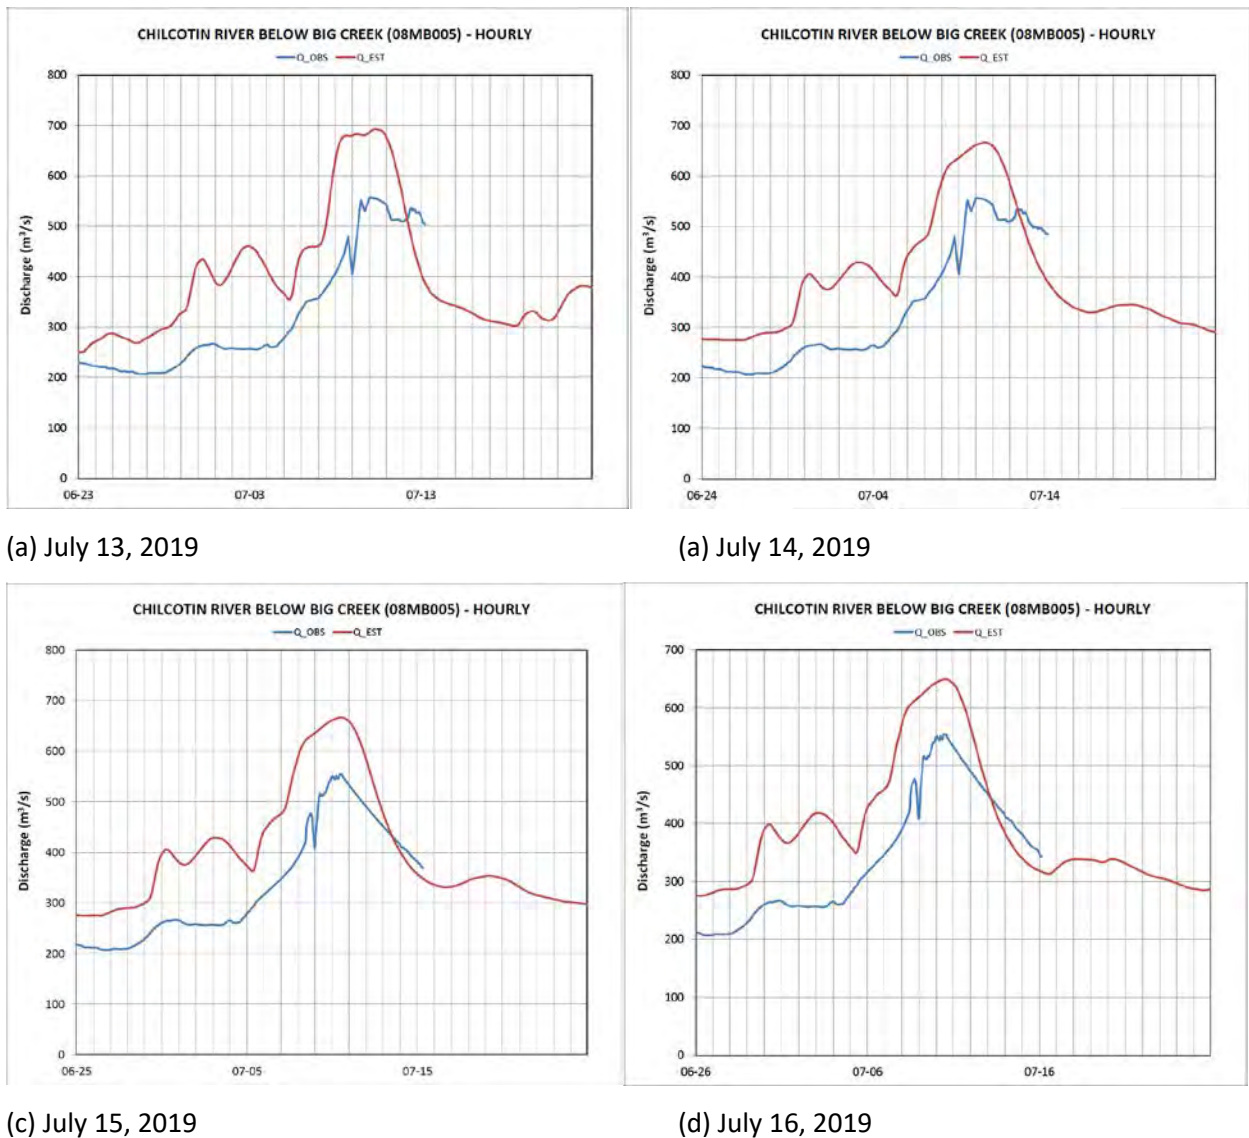 CHILCOTIN RIVER BELOW BIG CREEK (08MB005) - HOURLY
Q_OBS Q_EST
800
700
600
500
400
300
200
100
0
Discharge (m³/s)
06-23 07-03 07-13
(a) July 13, 2019
CHILCOTIN RIVER BELOW BIG CREEK (08MB005) - HOURLY
Q_OBS Q_EST
800
700
600
500
400
300
200
100
0
Discharge (m³/s)
06-24 07-04 07-14
(a) July 14, 2019
CHILCOTIN RIVER BELOW BIG CREEK (08MB005) - HOURLY
Q_OBS Q_EST
800
700
600
500
400
300
200
100
0
Discharge (m³/s)
06-25 07-05 07-15
(c) July 15, 2019
CHILCOTIN RIVER BELOW BIG CREEK (08MB005) - HOURLY
Q_OBS Q_EST
700
600
500
400
300
200
100
0
Discharge (m³/s)
06-26 07-06 07-16
(d) July 16, 2019